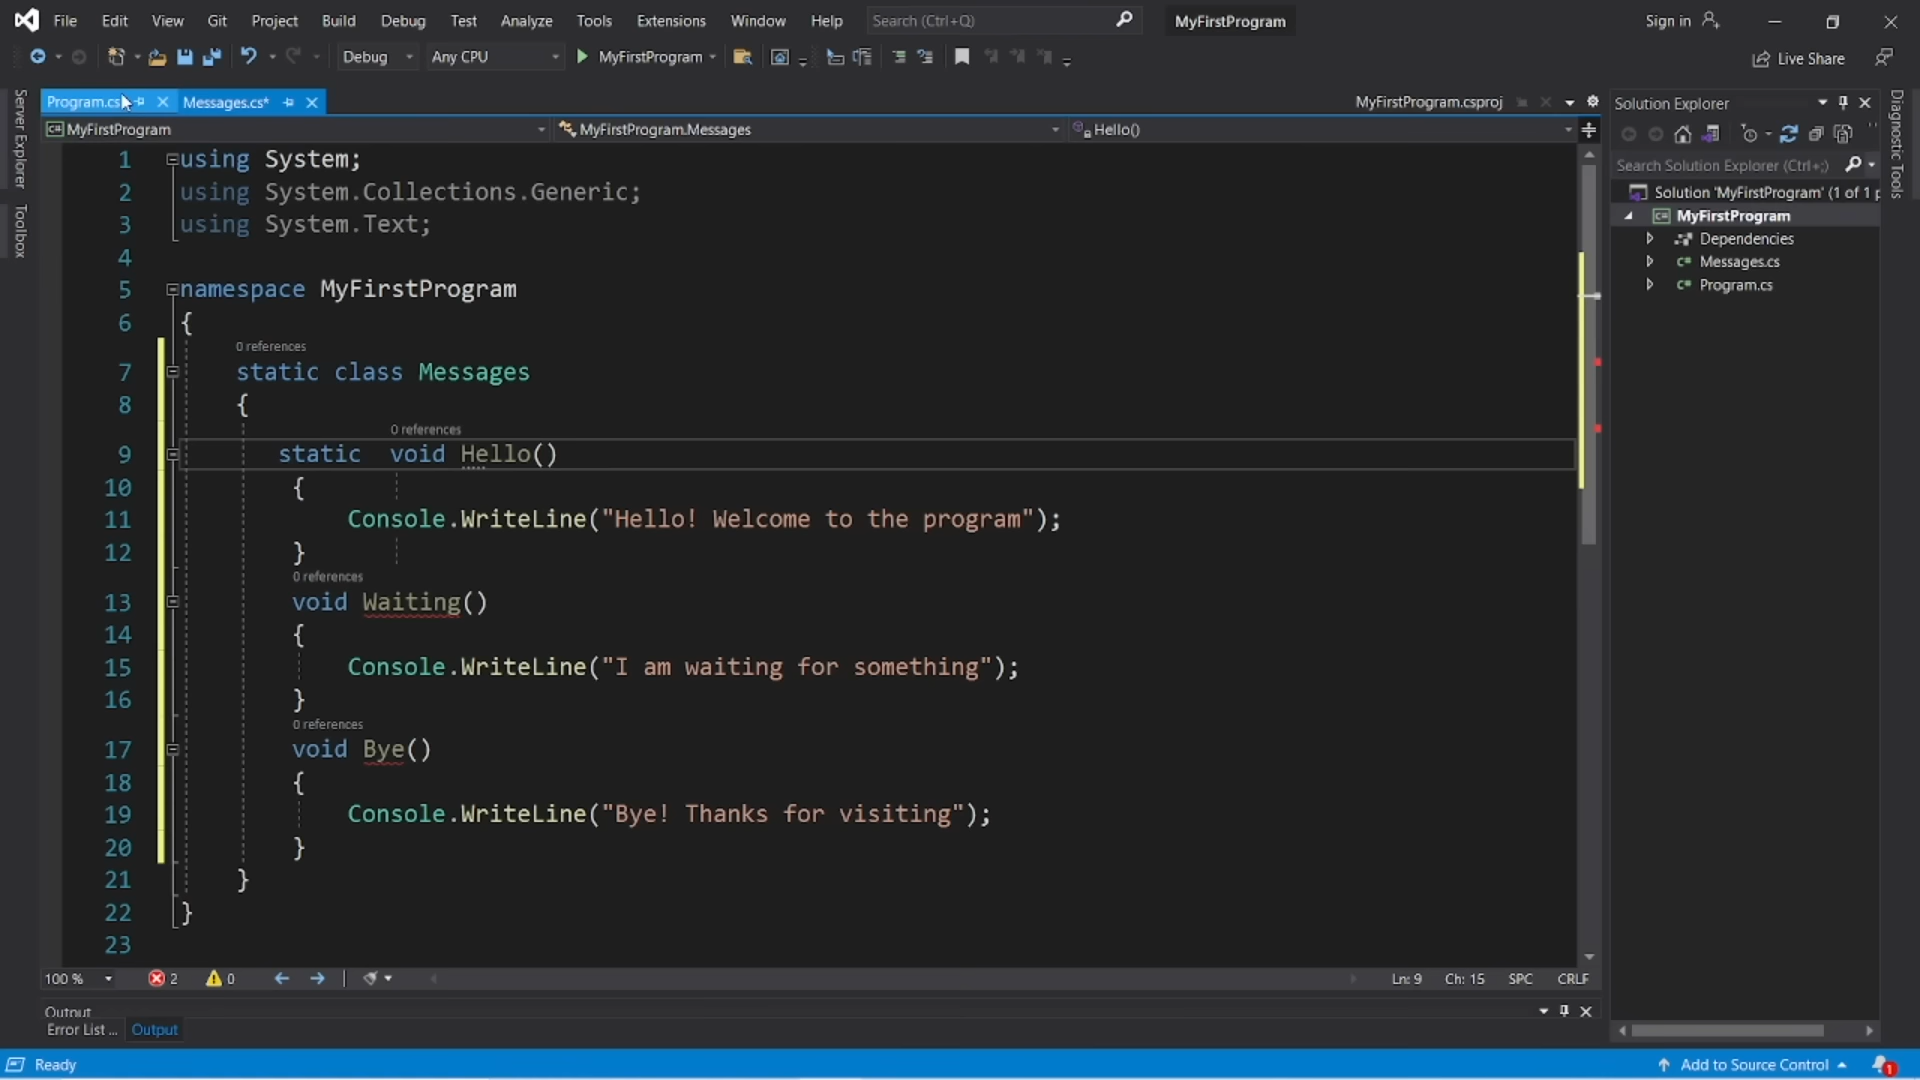 File Edit View Git Project Build Debug Test Analyze Tools Extensions Window Help Search (Ctrl+Q) MyFirstProgram Sign in
Debug Any CPU MyFirstProgram Live Share
Program.cs Messages.cs* MyFirstProgram.csproj Solution Explorer
MyFirstProgram MyFirstProgram.Messages Hello()
Server Explorer
Toolbox
1 using System;
2 using System.Collections.Generic;
3 using System.Text;
4
5 namespace MyFirstProgram
6 {
0 references
7 static class Messages
8 {
0 references
9 static  void Hello()
10 {
11 Console.WriteLine("Hello! Welcome to the program");
12 }
0 references
13 void Waiting()
14 {
15 Console.WriteLine("I am waiting for something");
16 }
0 references
17 void Bye()
18 {
19 Console.WriteLine("Bye! Thanks for visiting");
20 }
21 }
22 }
23
Search Solution Explorer (Ctrl+;)
Solution 'MyFirstProgram' (1 of 1 p
MyFirstProgram
Dependencies
Messages.cs
Program.cs
Diagnostic Tools
100 % 2 0 Ln: 9 Ch: 15 SPC CRLF
Output
Error List ... Output
Ready Add to Source Control 1